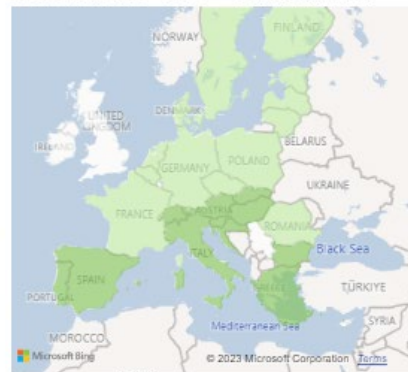 FINLAND
NORWAY
UNITED
KINGDOM
DENMARK
IRELAND
BELARUS
POLAND
GERMANY
UKRAINE
FRANCE
AUSTRIA
ROMANIA
ITALY
Black Sea
SPAIN
PORTUGAL
GREECE
TÜRKIYE
Mediterranean Sea
SYRIA
MOROCCO
Microsoft Bing
© 2023 Microsoft Corporation Terms